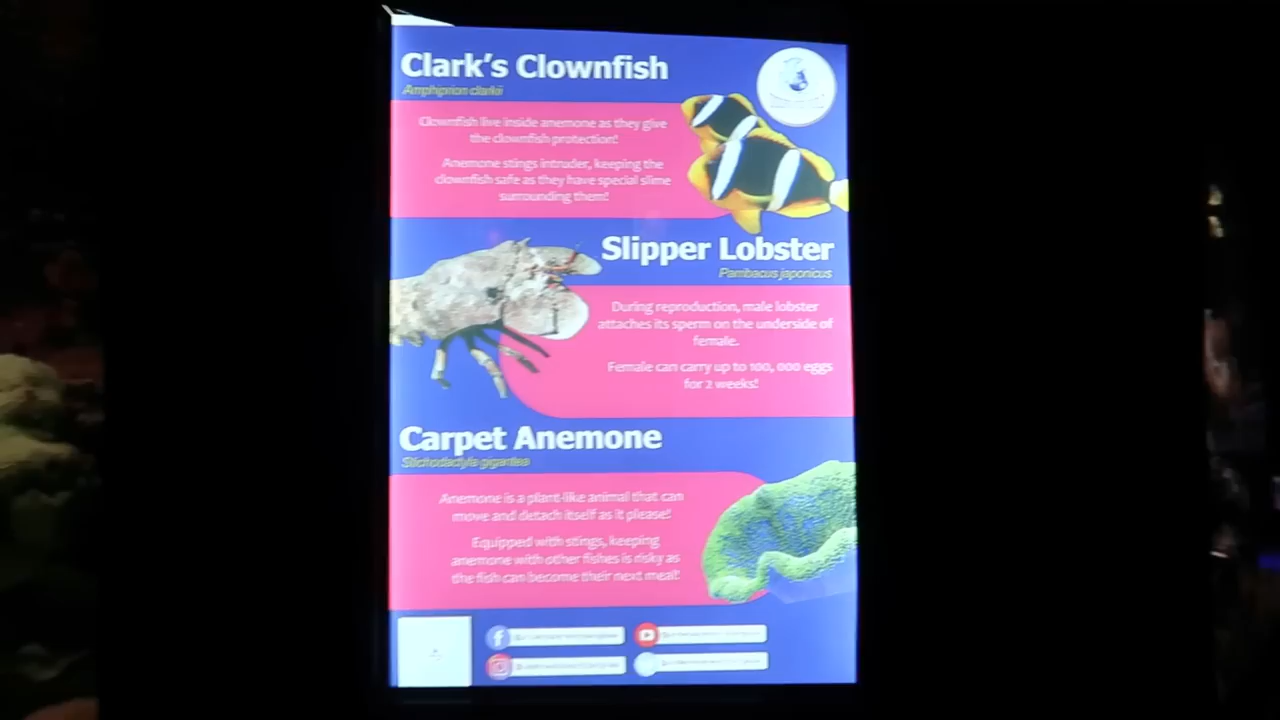 Clark's Clownfish
Amphiprion clarkii
Clownfish live inside anemone as they give
the clownfish protection!
Anemone stings intruder, keeping the
clownfish safe as they have special slime
surrounding them!
Slipper Lobster
Parribacus japonicus
During reproduction, male lobster
attaches its sperm on the underside of
female.
Female can carry up to 100, 000 eggs
for 2 weeks!
Carpet Anemone
Stichodactyla gigantea
Anemone is a plant-like animal that can
move and detach itself as it please!
Equipped with stings, keeping
anemone with other fishes is risky as
the fish can become their next meal!